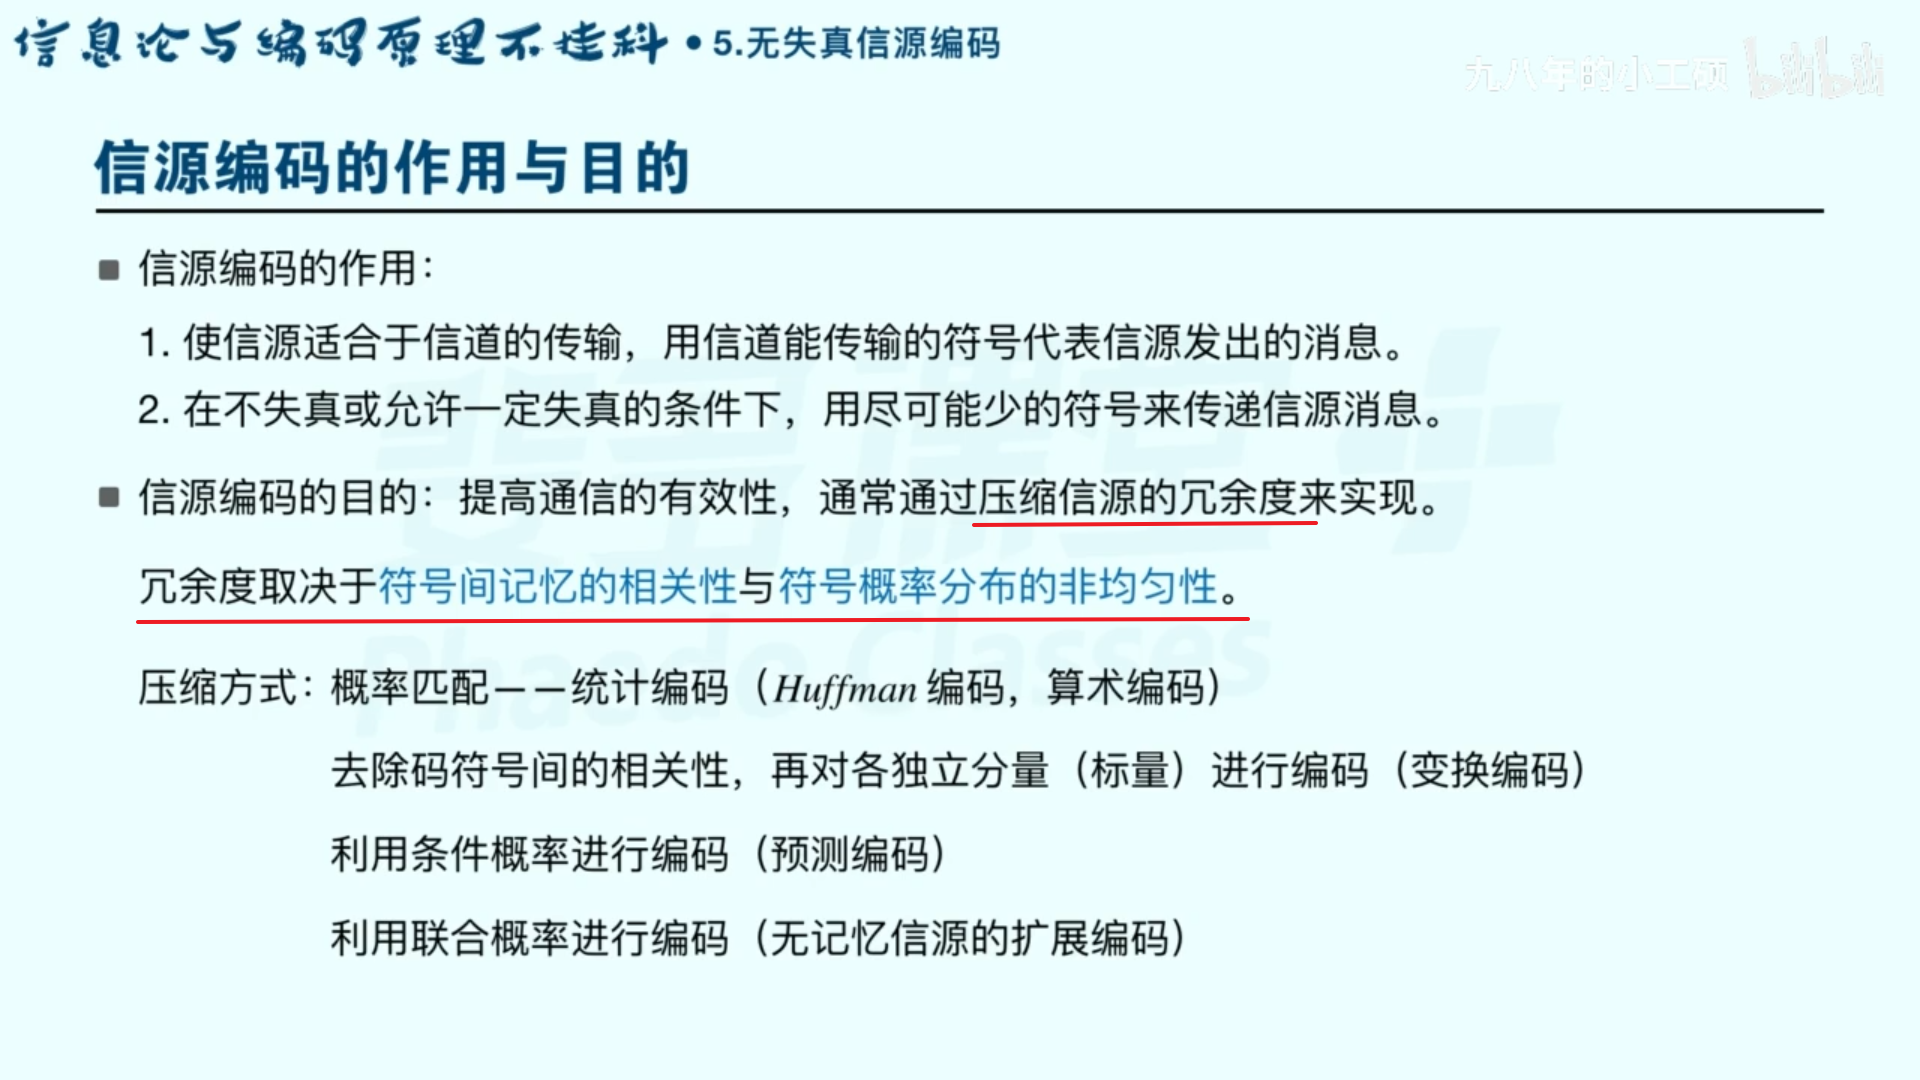 信息论与编码原理不挂科•5.无失真信源编码
九八年的小工硕 bilibili
信源编码的作用与目的
■ 信源编码的作用：
1. 使信源适合于信道的传输，用信道能传输的符号代表信源发出的消息。
2. 在不失真或允许一定失真的条件下，用尽可能少的符号来传递信源消息。
■ 信源编码的目的：提高通信的有效性，通常通过压缩信源的冗余度来实现。
冗余度取决于符号间记忆的相关性与符号概率分布的非均匀性。
压缩方式：概率匹配——统计编码（Huffman 编码，算术编码）
去除码符号间的相关性，再对各独立分量（标量）进行编码（变换编码）
利用条件概率进行编码（预测编码）
利用联合概率进行编码（无记忆信源的扩展编码）
斐多课堂
Phaedo Classes